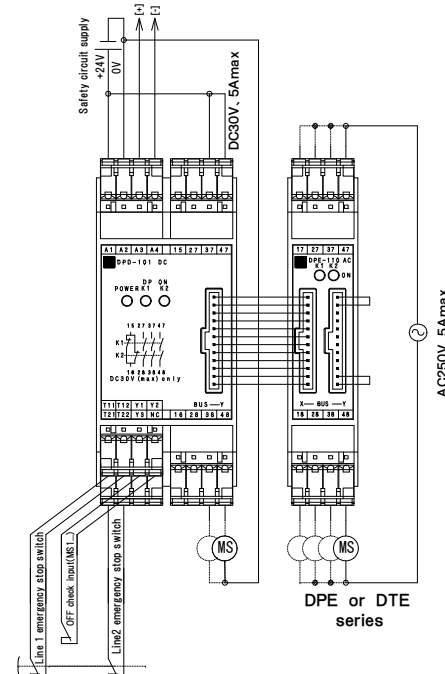 Safety circuit supply
+24V
0V
[+]
[-]
DC30V、5Amax
A1 A2 A3 A4 15 27 37 47
DPD-101 DC
DP ON
POWER K1 K2
15 27 37 47
K1
K2
16 28 38 48
DC30V(max)only
BUS—Y
T11 T12 Y1 Y2
T21 T22 Y3 NC 16 28 38 48
17 27 37 47
DPE-110 AC
K1 K2
ON
X—BUS—Y
18 28 38 48
AC250V、5Amax
MS
MS
Line 1 emergency stop switch
OFF check input(MS1_)
Line2 emergency stop switch
DPE or DTE
series